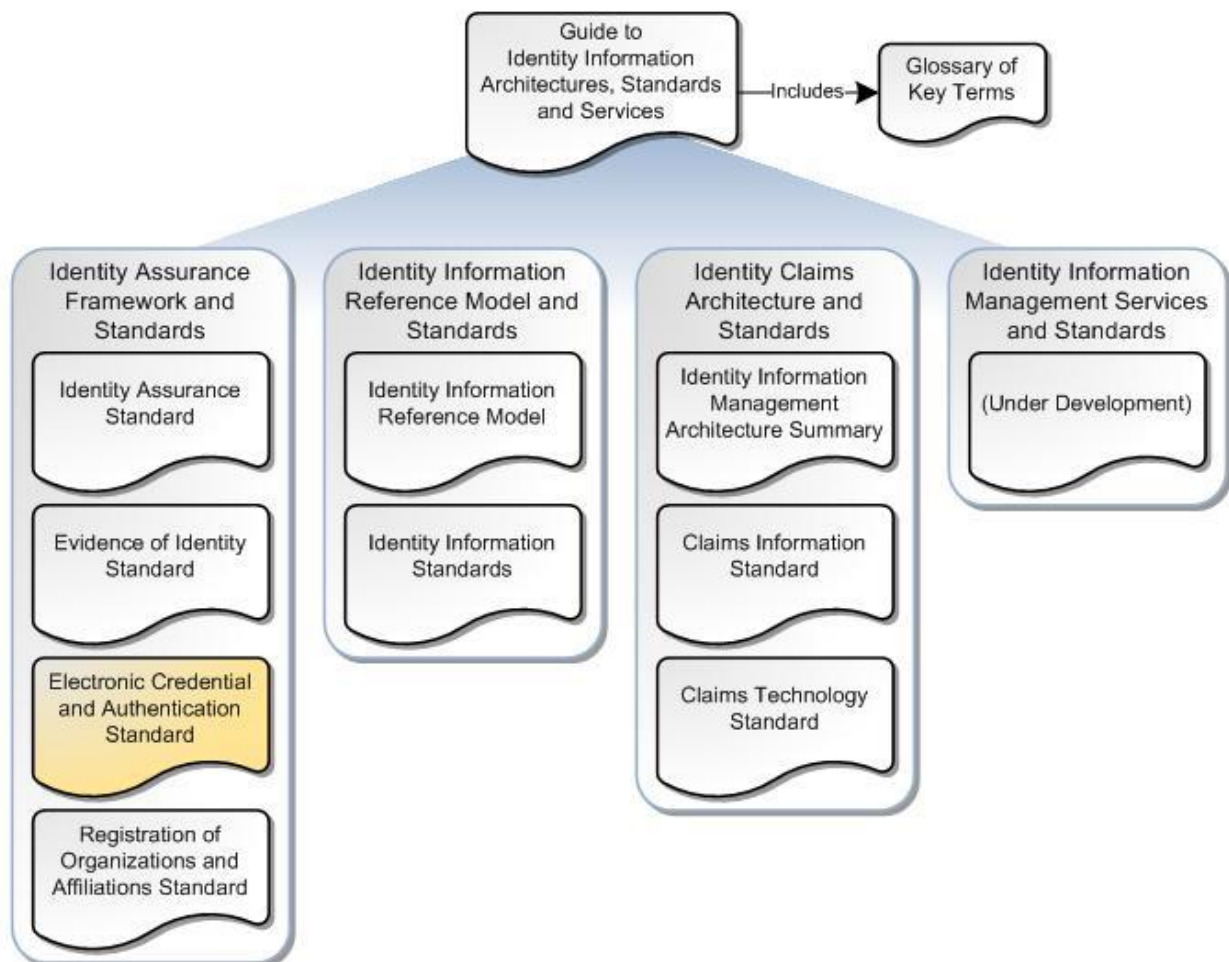 Guide to
Identity Information
Architectures, Standards
and Services
Includes
Glossary of
Key Terms
Identity Assurance
Framework and
Standards
Identity Assurance
Standard
Evidence of Identity
Standard
Electronic Credential
and Authentication
Standard
Registration of
Organizations and
Affiliations Standard
Identity Information
Reference Model and
Standards
Identity Information
Reference Model
Identity Information
Standards
Identity Claims
Architecture and
Standards
Identity Information
Management
Architecture Summary
Claims Information
Standard
Claims Technology
Standard
Identity Information
Management Services
and Standards
(Under Development)